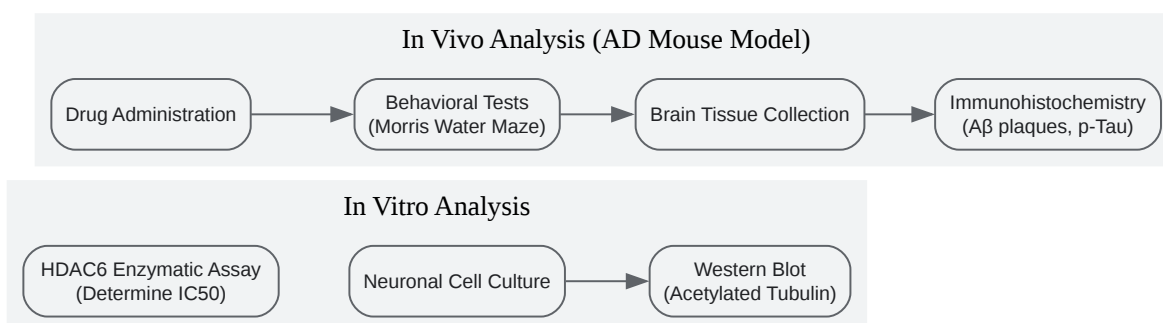 In Vivo Analysis (AD Mouse Model)
Drug Administration
Behavioral Tests
(Morris Water Maze)
Brain Tissue Collection
Immunohistochemistry
(Aβ plaques, p-Tau)
In Vitro Analysis
HDAC6 Enzymatic Assay
(Determine IC50)
Neuronal Cell Culture
Western Blot
(Acetylated Tubulin)